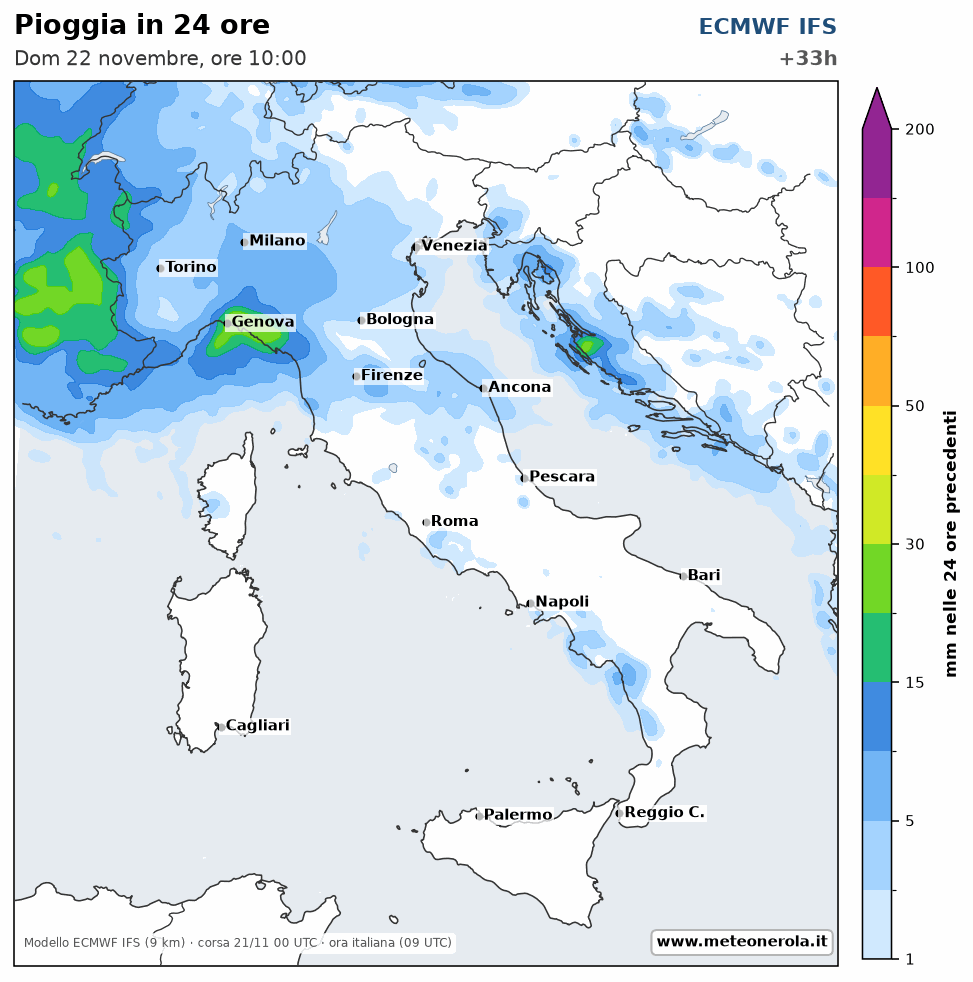 Pioggia in 24 ore
ECMWF IFS
Dom 22 novembre, ore 10:00
+33h
Milano
Venezia
Torino
Genova
Bologna
Firenze
Ancona
Pescara
Roma
Bari
Napoli
Cagliari
Palermo
Reggio C.
200
100
50
30
15
5
1
mm nelle 24 ore precedenti
Modello ECMWF IFS (9 km) · corsa 21/11 00 UTC · ora italiana (09 UTC)
www.meteonerola.it